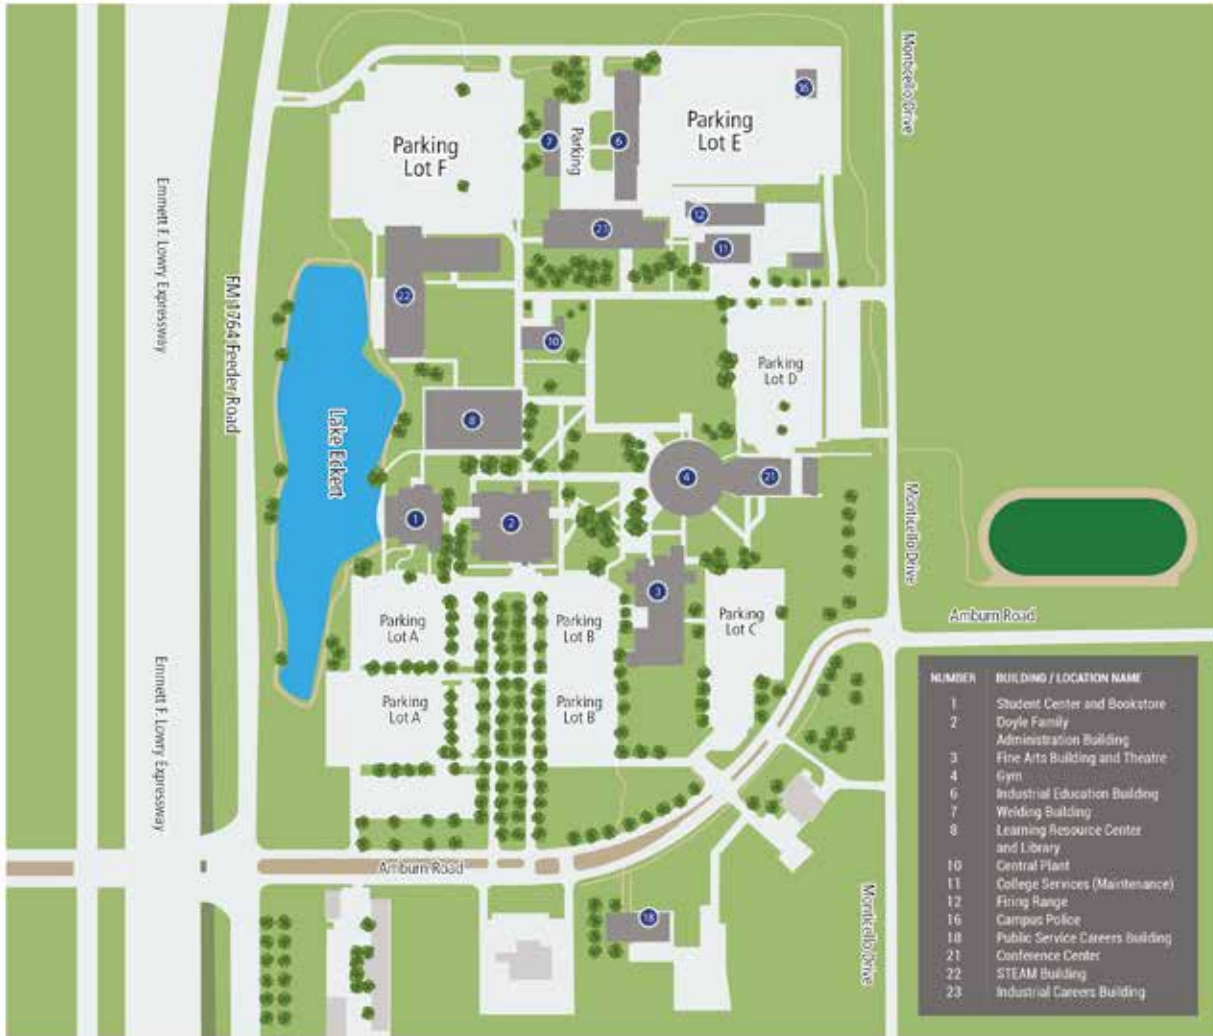 Monticello Drive
16
Parking
Lot E
Parking
Lot F
7
Parking
6
12
23
11
Emmett F. Lowry Expressway
FM 1764 Feeder Road
22
10
Parking
Lot D
Lake Eckert
8
4
21
Monticello Drive
1
2
3
Parking
Lot A
Parking
Lot B
Parking
Lot C
Amburn Road
Emmett F. Lowry Expressway
Parking
Lot A
Parking
Lot B
Amburn Road
18
Monticello Drive
NUMBER BUILDING / LOCATION NAME
1 Student Center and Bookstore
2 Doyle Family
Administration Building
3 Fine Arts Building and Theatre
4 Gym
6 Industrial Education Building
7 Welding Building
8 Learning Resource Center
and Library
10 Central Plant
11 College Services (Maintenance)
12 Firing Range
16 Campus Police
18 Public Service Careers Building
21 Conference Center
22 STEAM Building
23 Industrial Careers Building